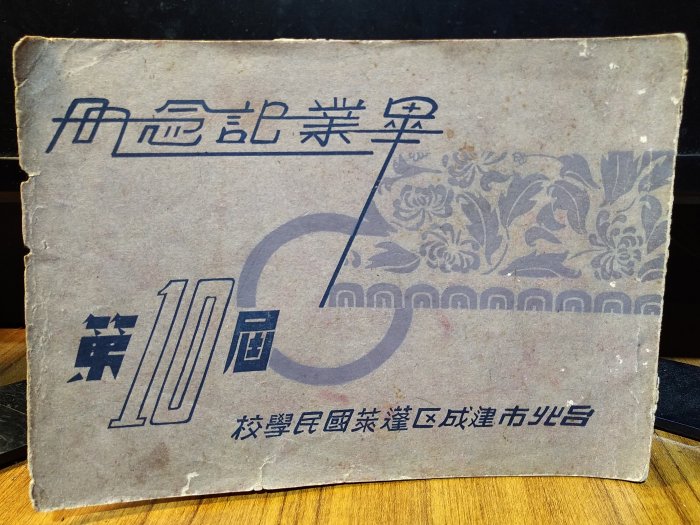 畢業記念冊
第10屆
台北市建成区蓬萊國民學校